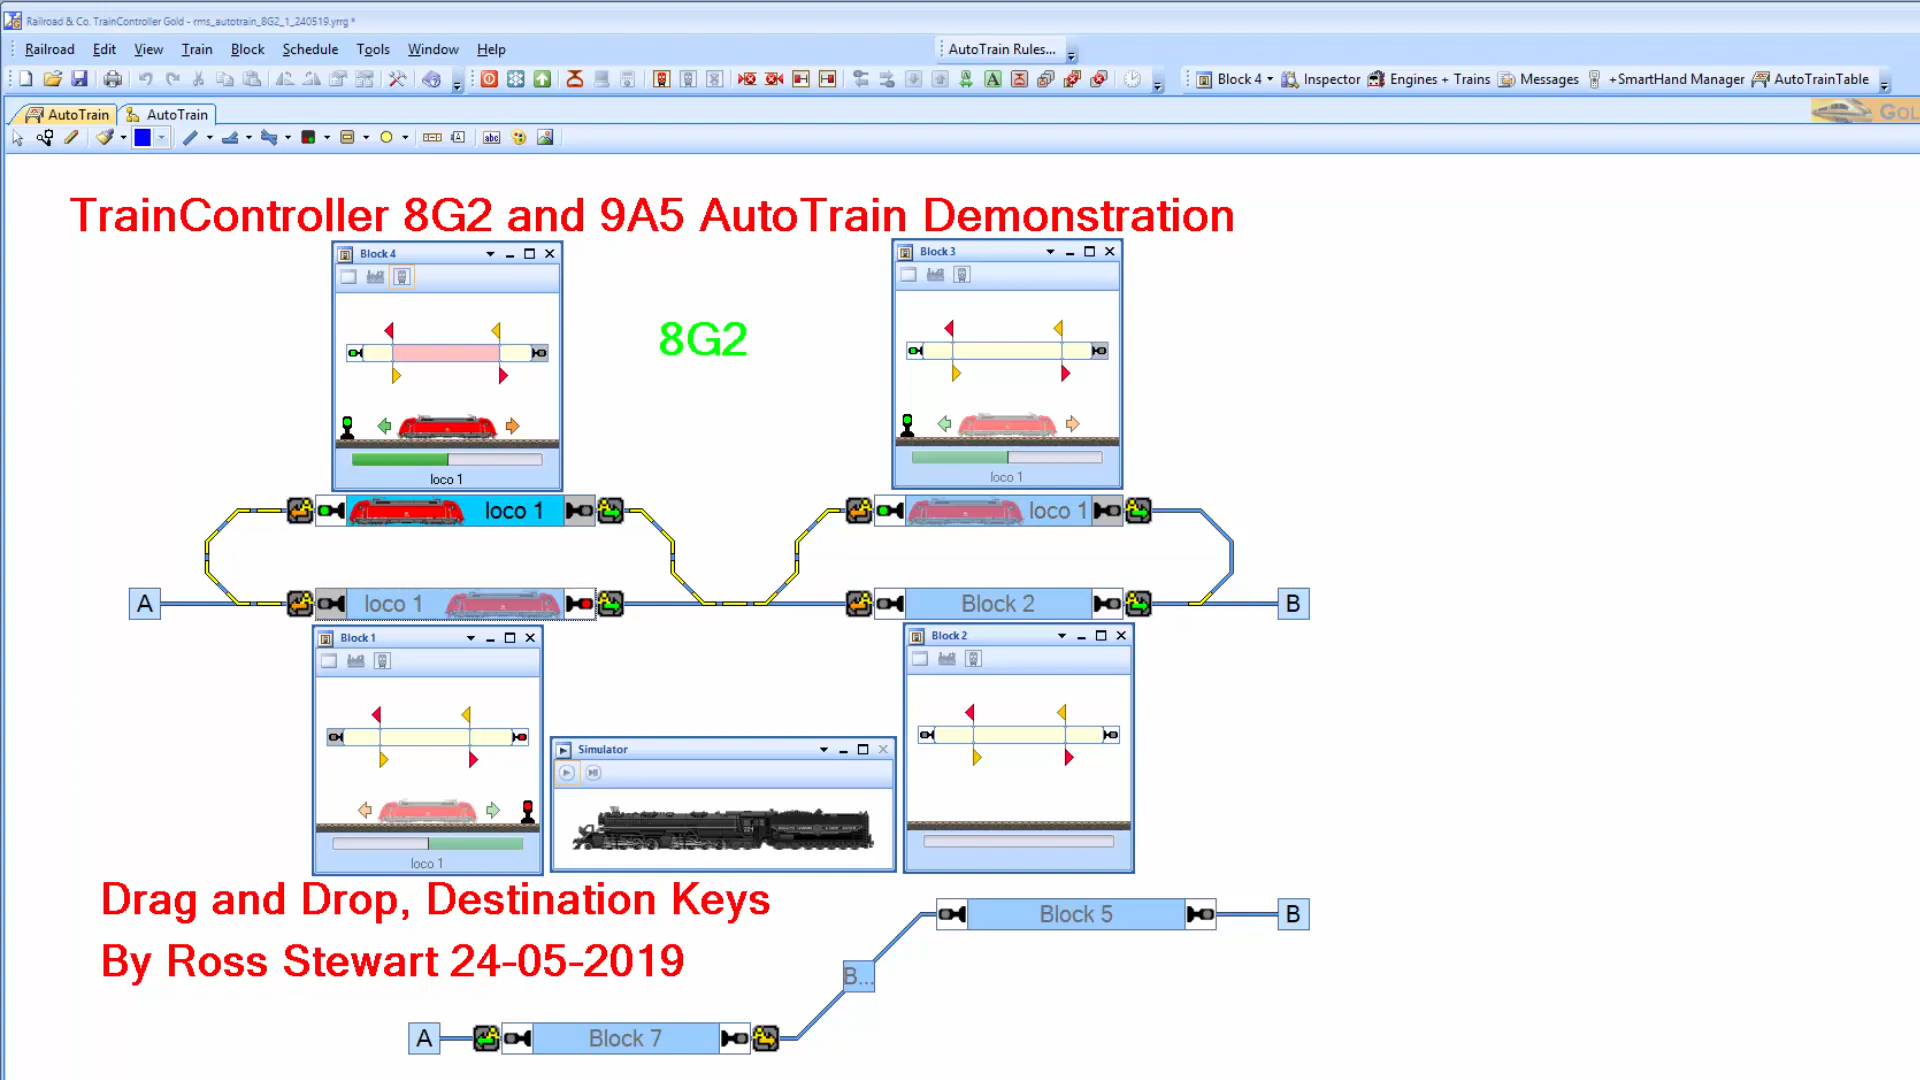 Railroad & Co. TrainController Gold - rms_autotrain_8G2_1_240519.yrrg *
Railroad Edit View Train Block Schedule Tools Window Help AutoTrain Rules...
Block 4 Inspector Engines + Trains Messages +SmartHand Manager AutoTrainTable
AutoTrain AutoTrain
GOL
abc
TrainController 8G2 and 9A5 AutoTrain Demonstration
Block 4
Block 3
8G2
loco 1
loco 1
loco 1
loco 1
A
loco 1
Block 2
B
Block 1
Block 2
Simulator
loco 1
Drag and Drop, Destination Keys
Block 5
B
By Ross Stewart 24-05-2019
B...
A
Block 7